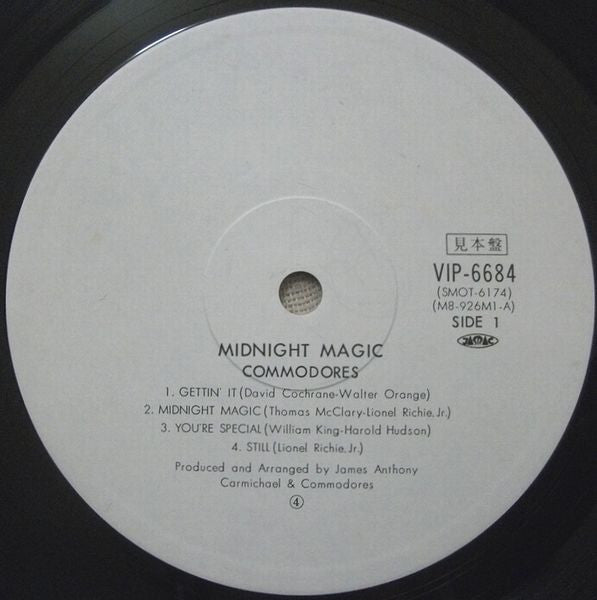 見本盤
VIP-6684
(SMOT-6174)
(M8-926M1-A)
SIDE 1
JASRAC
MIDNIGHT MAGIC
COMMODORES
1. GETTIN' IT (David Cochrane-Walter Orange)
2. MIDNIGHT MAGIC (Thomas McClary-Lionel Richie, Jr.)
3. YOU'RE SPECIAL (William King-Harold Hudson)
4. STILL (Lionel Richie, Jr.)
Produced and Arranged by James Anthony
Carmichael & Commodores
④